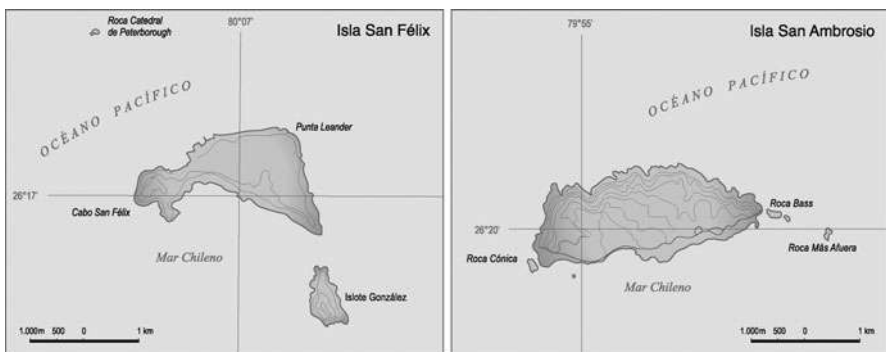 Isla San Félix
80°07'
Roca Catedral
de Peterborough
OCÉANO PACÍFICO
Punta Leander
26°17'
Cabo San Félix
Mar Chileno
Islote González
1.000m 500 0 1 km
Isla San Ambrosio
79°55'
OCÉANO PACÍFICO
Roca Bass
26°20'
Roca Más Afuera
Roca Cónica
Mar Chileno
1.000m 500 0 1 km